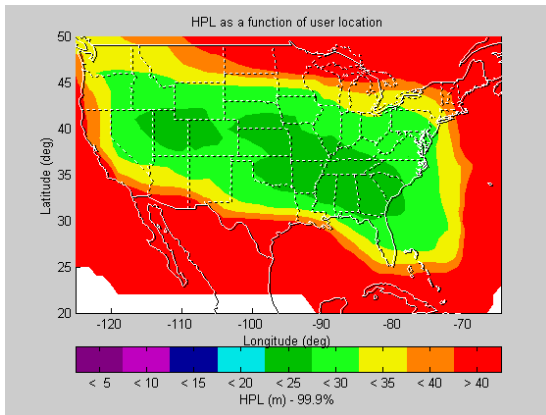 HPL as a function of user location
50
45
40
35
30
25
20
Latitude (deg)
-120 -110 -100 -90 -80 -70
Longitude (deg)
< 5 < 10 < 15 < 20 < 25 < 30 < 35 < 40 > 40
HPL (m) - 99.9%